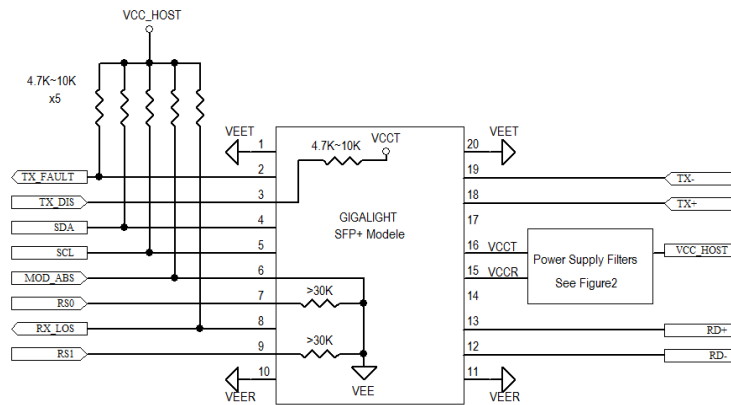 VCC_HOST
4.7K~10K
x5
VEET
1
4.7K~10K
VCCT
20
VEET
TX_FAULT
2
19
TX-
TX_DIS
3
18
TX+
SDA
4
GIGALIGHT
SFP+ Modele
17
SCL
5
16
VCCT
Power Supply Filters
See Figure2
VCC_HOST
MOD_ABS
6
15
VCCR
RS0
7
>30K
14
RX_LOS
8
13
RD+
RS1
9
>30K
12
RD-
VEER
10
VEE
11
VEER